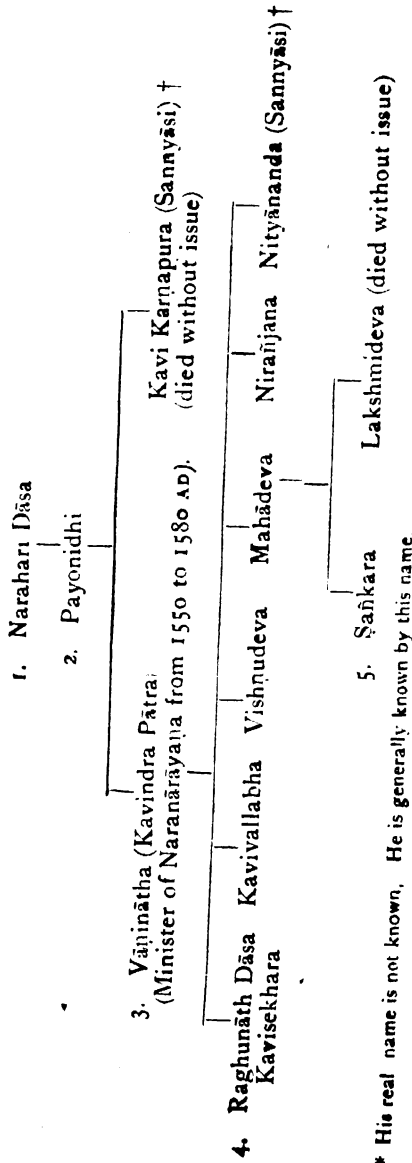 1. Narahari Dāsa
2. Payonidhi
3. Vāṇinātha (Kavindra Pātra)
(Minister of Naranārāyaṇa from 1550 to 1580 AD).
Kavi Karṇapura (Sannyāsi) †
(died without issue)
4. Raghunāth Dāsa
Kavisekhara
Kavivallabha
Vishṇudeva
Mahādeva
Nirañjana
Nityānanda (Sannyāsi) †
5. Ṣaṅkara
Lakshmideva (died without issue)
* His real name is not known, He is generally known by this name